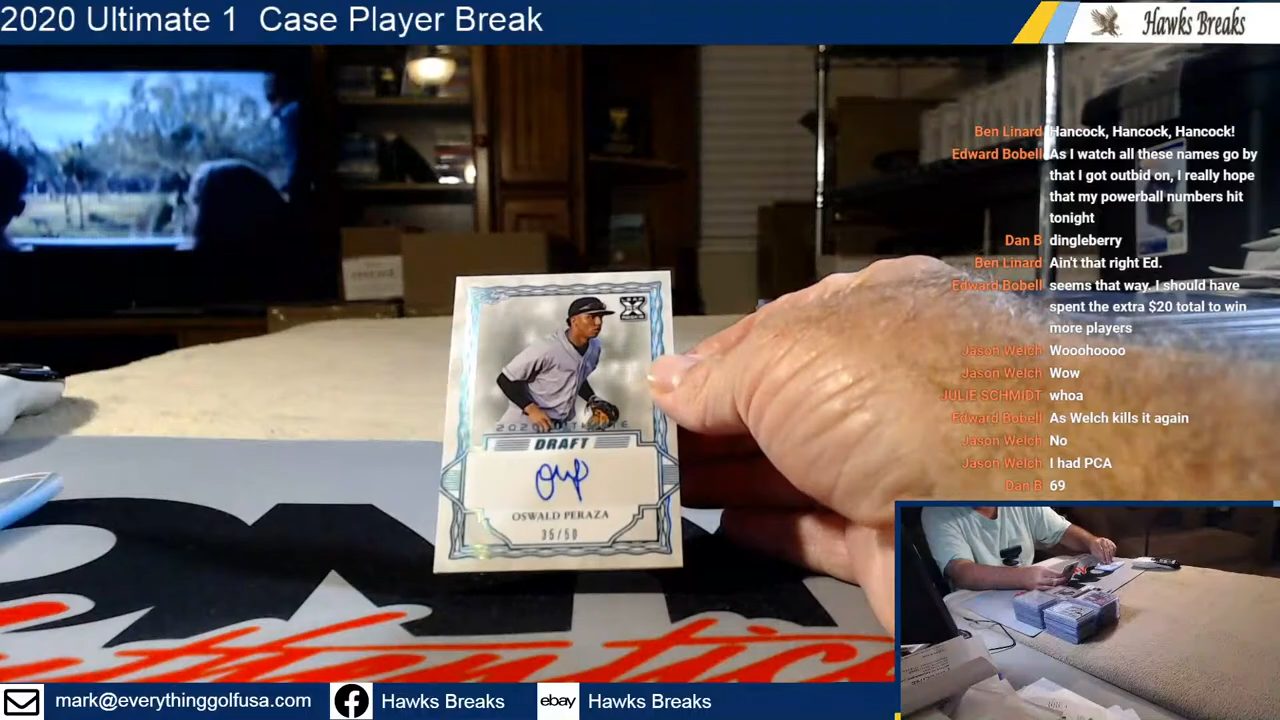 2020 Ultimate 1 Case Player Break
Hawks Breaks
Ben Linard Hancock, Hancock, Hancock!
Edward Bobell As I watch all these names go by
that I got outbid on, I really hope
that my powerball numbers hit
tonight
Dan B dingleberry
Ben Linard Ain't that right Ed.
Edward Bobell seems that way. I should have
spent the extra $20 total to win
more players
Jason Welch Wooohoooo
Jason Welch Wow
JULIE SCHMIDT whoa
Edward Bobell As Welch kills it again
Jason Welch No
Jason Welch I had PCA
Dan B 69
DRAFT
OSWALD PERAZA
35/50
mark@everythinggolfusa.com
Hawks Breaks
ebay
Hawks Breaks